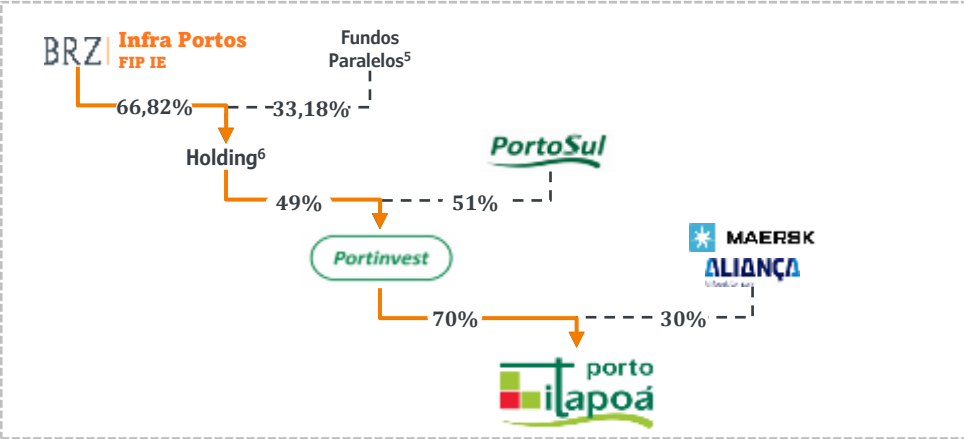 BRZ
Infra Portos
FIP IE
Fundos
Paralelos⁵
66,82%
33,18%
Holding⁶
PortoSul
49%
51%
Portinvest
MAERSK
ALIANÇA
70%
30%
porto
itapoá